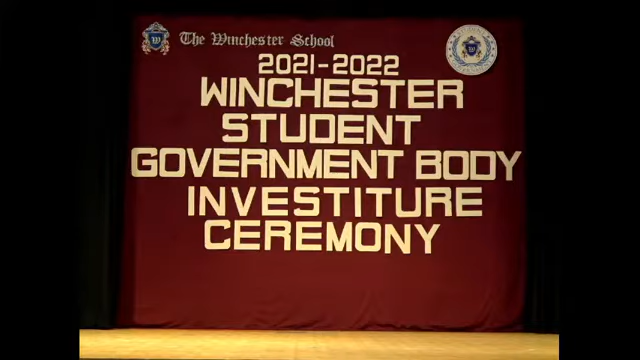 The Winchester School
2021-2022
WINCHESTER
STUDENT
GOVERNMENT BODY
INVESTITURE
CEREMONY